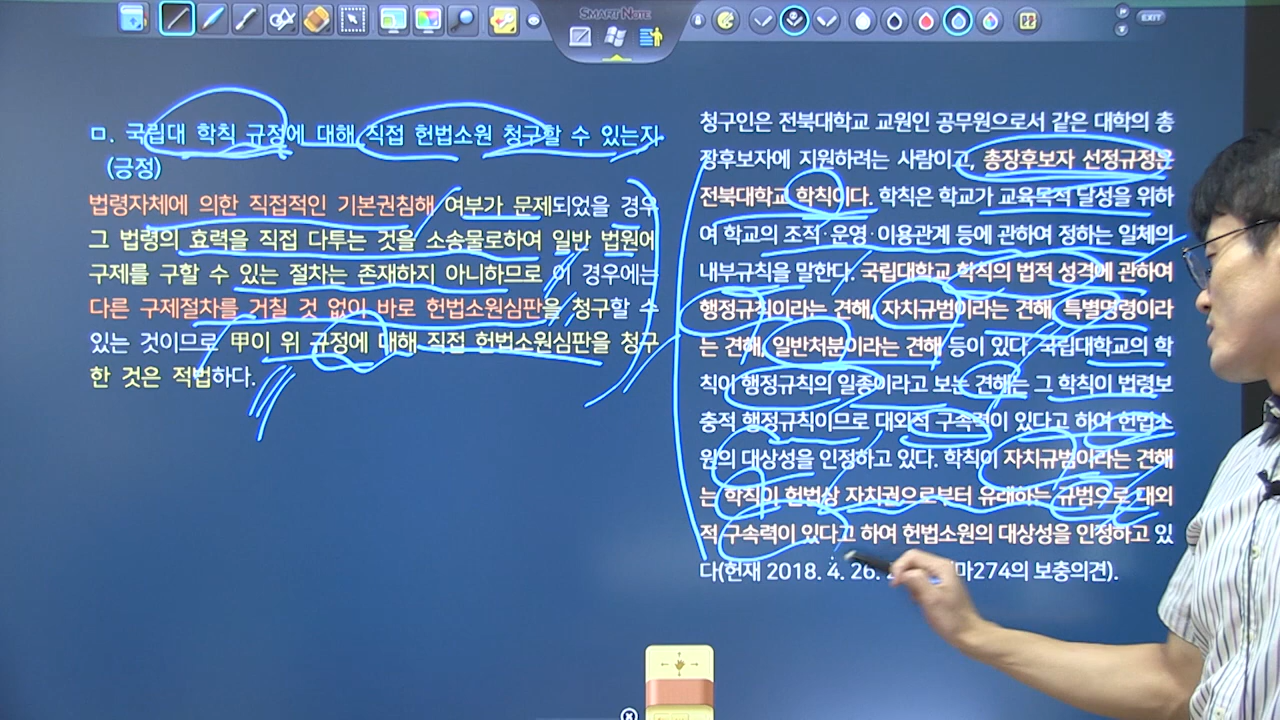 SMART NOTE
EXIT
ㅁ. 국립대 학칙 규정에 대해 직접 헌법소원 청구할 수 있는지
(긍정)
법령자체에 의한 직접적인 기본권침해 여부가 문제되었을 경우
그 법령의 효력을 직접 다투는 것을 소송물로하여 일반 법원에
구제를 구할 수 있는 절차는 존재하지 아니하므로 이 경우에는
다른 구제절차를 거칠 것 없이 바로 헌법소원심판을 청구할 수
있는 것이므로 甲이 위 규정에 대해 직접 헌법소원심판을 청구
한 것은 적법하다.
청구인은 전북대학교 교원인 공무원으로서 같은 대학의 총
장후보자에 지원하려는 사람이고, 총장후보자 선정규정은
전북대학교 학칙이다. 학칙은 학교가 교육목적 달성을 위하
여 학교의 조직·운영·이용관계 등에 관하여 정하는 일체의
내부규칙을 말한다. 국립대학교 학칙의 법적 성격에 관하여
행정규칙이라는 견해, 자치규범이라는 견해, 특별명령이라
는 견해, 일반처분이라는 견해 등이 있다. 국립대학교의 학
칙이 행정규칙의 일종이라고 보는 견해는 그 학칙이 법령보
충적 행정규칙이므로 대외적 구속력이 있다고 하여 헌법소
원의 대상성을 인정하고 있다. 학칙이 자치규범이라는 견해
는 학칙이 헌법상 자치권으로부터 유래하는 규범으로 대외
적 구속력이 있다고 하여 헌법소원의 대상성을 인정하고 있
다(헌재 2018. 4. 26. 마274의 보충의견).